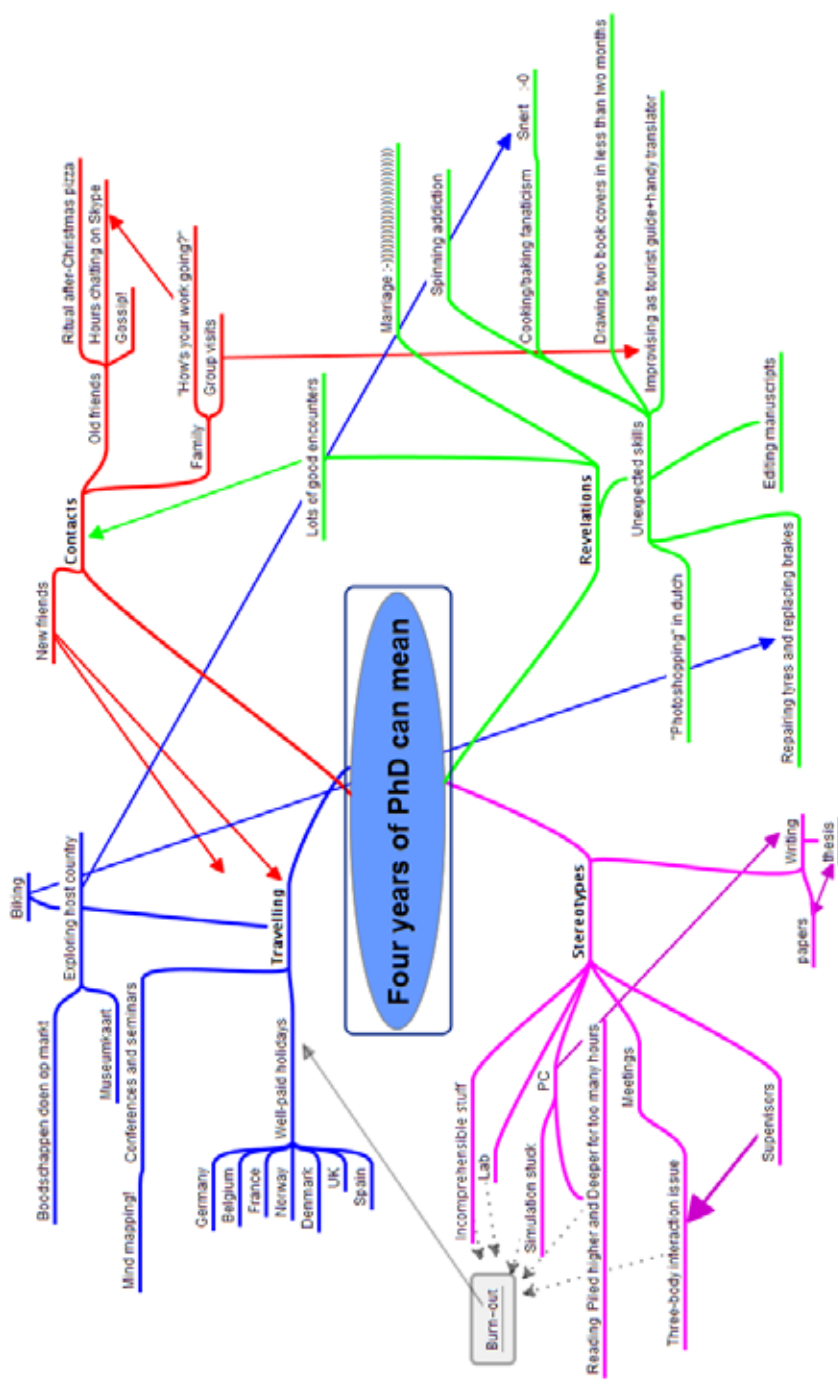 Four years of PhD can mean
Travelling
Biking
Exploring host country
Boodschappen doen op markt
Museumkaart
Conferences and seminars
Mind mapping!
Well-paid holidays
Germany
Belgium
France
Norway
Denmark
UK
Spain
Contacts
New friends
Old friends
Ritual after-Christmas pizza
Hours chatting on Skype
Gossip!
Family
"How's your work going?"
Group visits
Stereotypes
Incomprehensible stuff
Lab
PC
Simulation stuck
Reading Piled higher and Deeper for too many hours
Meetings
Three-body interaction issue
Supervisors
Writing
papers
thesis
Burn-out
Revelations
Lots of good encounters
Marriage :-))))))))))))))))))))))))
Unexpected skills
Spinning addiction
Cooking/baking fanaticism
Snert :-O
Drawing two book covers in less than two months
Improvising as tourist guide+handy translator
Editing manuscripts
Repairing tyres and replacing brakes
"Photoshopping" in dutch